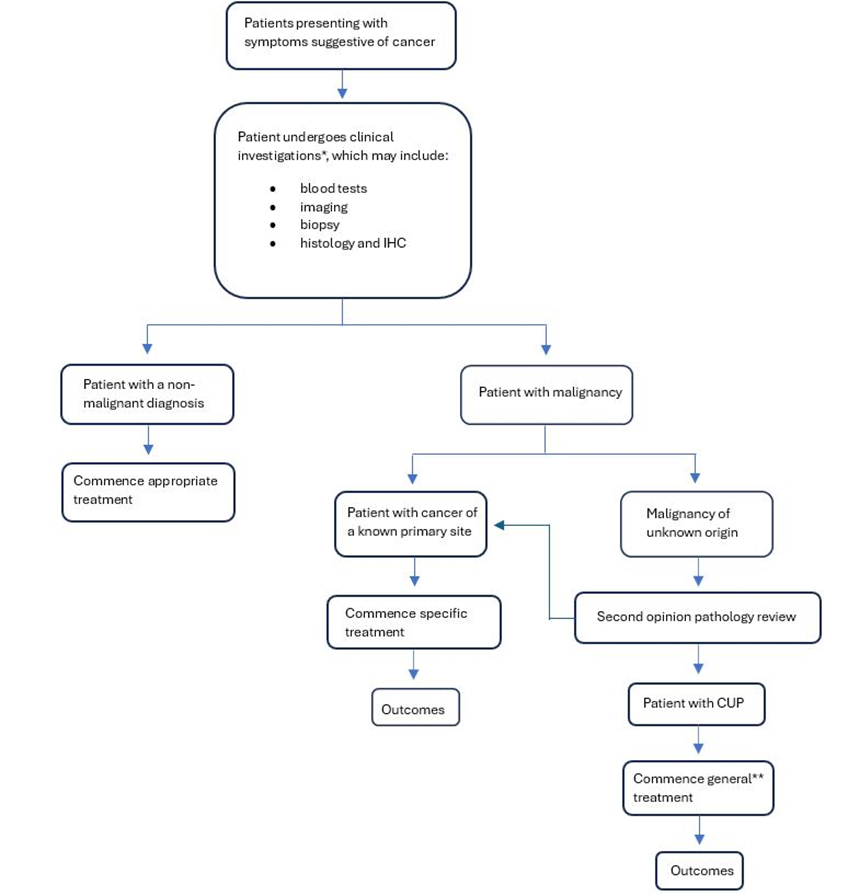 Patients presenting with
symptoms suggestive of cancer
Patient undergoes clinical
investigations*, which may include:
• blood tests
• imaging
• biopsy
• histology and IHC
Patient with a non-
malignant diagnosis
Patient with malignancy
Commence appropriate
treatment
Patient with cancer of
a known primary site
Malignancy of
unknown origin
Commence specific
treatment
Second opinion pathology review
Outcomes
Patient with CUP
Commence general**
treatment
Outcomes